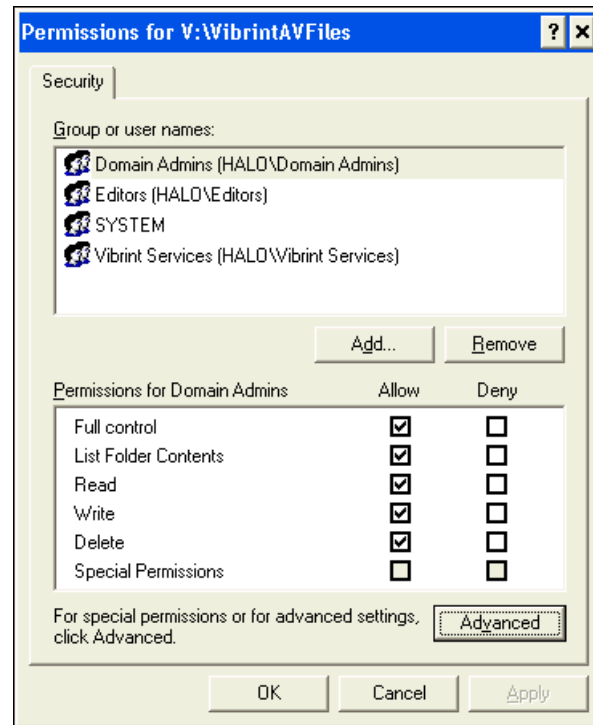 Permissions for V:\VibrintAVFiles
Security
Group or user names:
Domain Admins (HALO\Domain Admins)
Editors (HALO\Editors)
SYSTEM
Vibrint Services (HALO\Vibrint Services)
Add... Remove
Permissions for Domain Admins Allow Deny
Full control
List Folder Contents
Read
Write
Delete
Special Permissions
For special permissions or for advanced settings,
click Advanced. Advanced
OK Cancel Apply